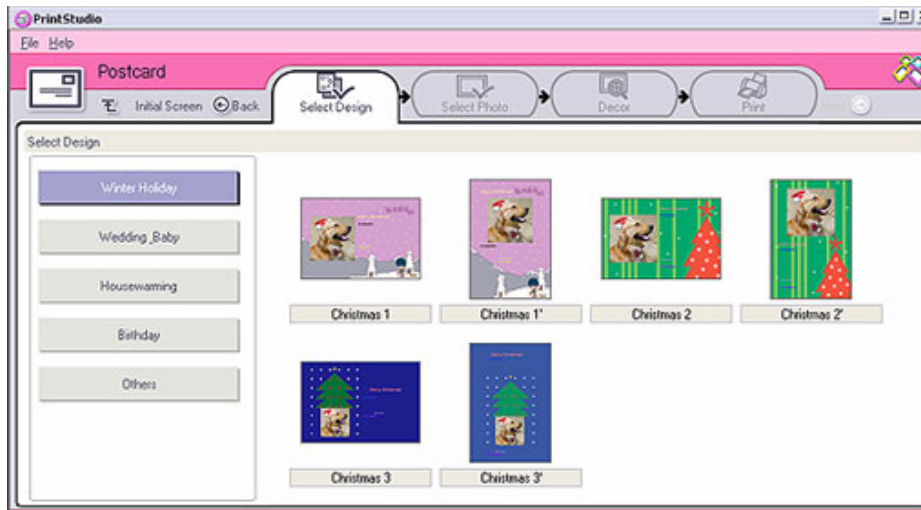 PrintStudio
File Help
Postcard
Initial Screen Back
Select Design
Select Photo
Decor
Print
Select Design
Winter Holiday
Wedding_Baby
Housewarming
Birthday
Others
Christmas 1
Christmas 1'
Christmas 2
Christmas 2'
Christmas 3
Christmas 3'